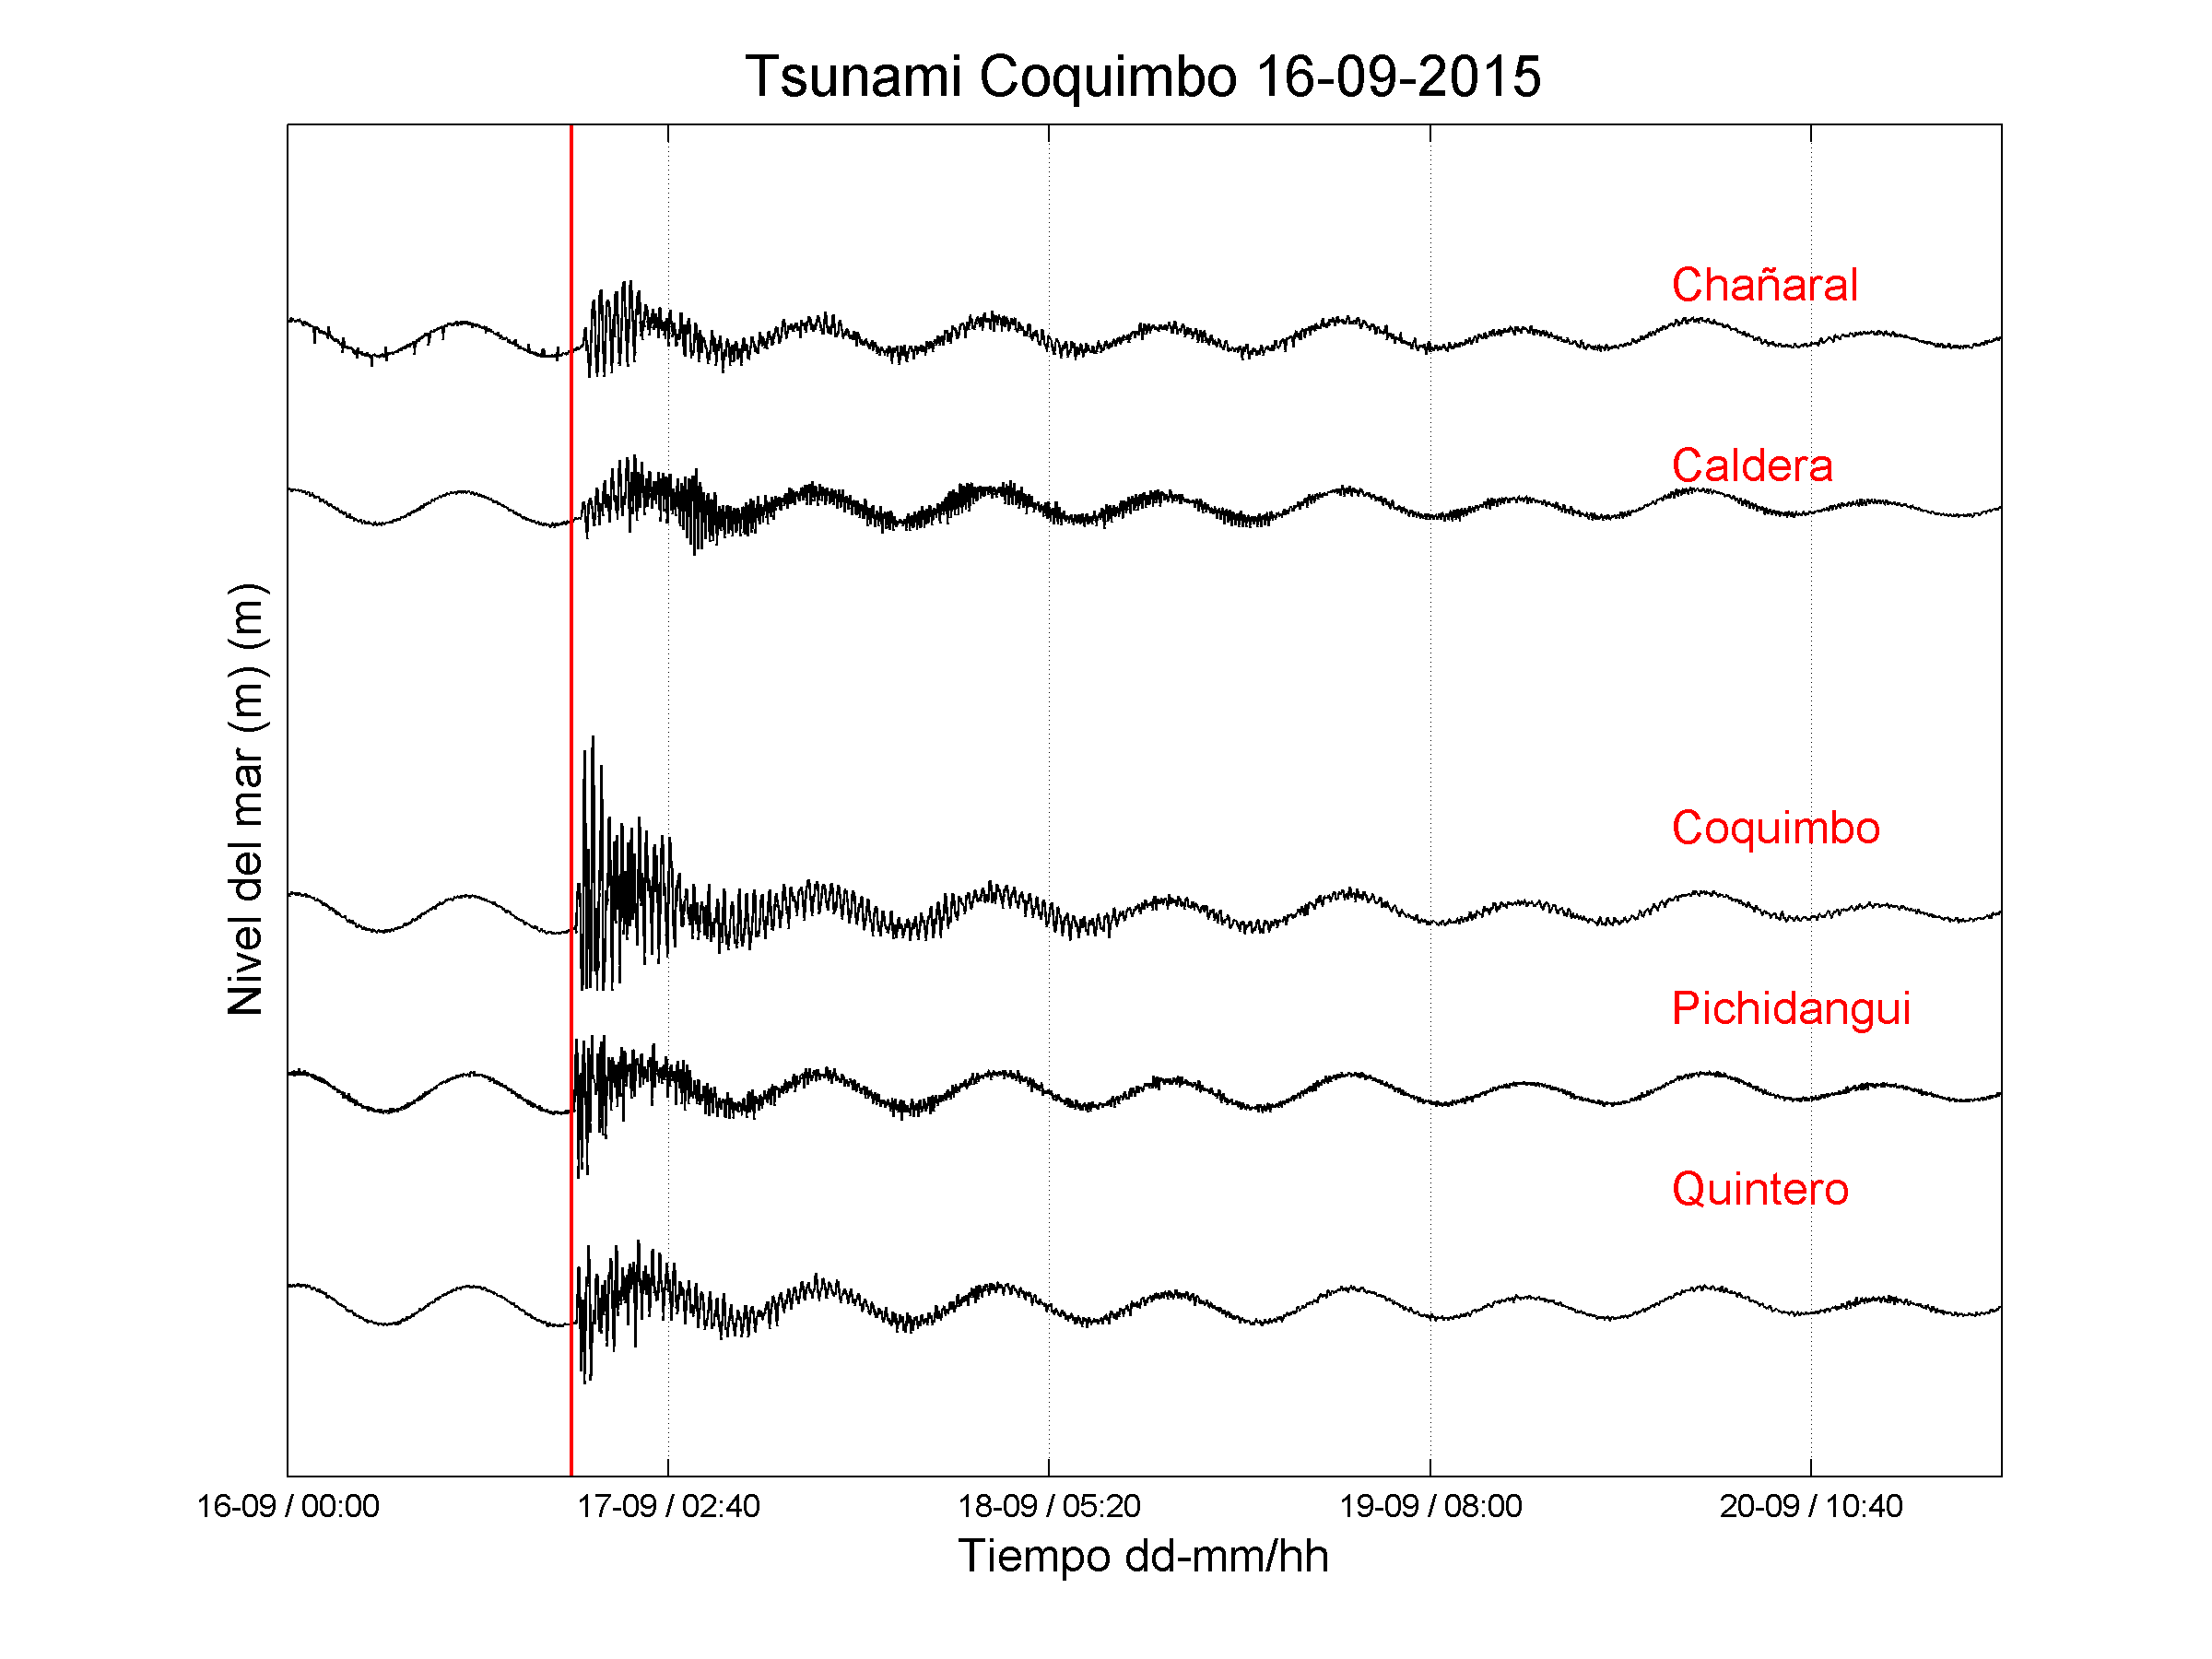 Tsunami Coquimbo 16-09-2015
Chañaral
Caldera
Coquimbo
Pichidangui
Quintero
Nivel del mar (m) (m)
16-09 / 00:00 17-09 / 02:40 18-09 / 05:20 19-09 / 08:00 20-09 / 10:40
Tiempo dd-mm/hh